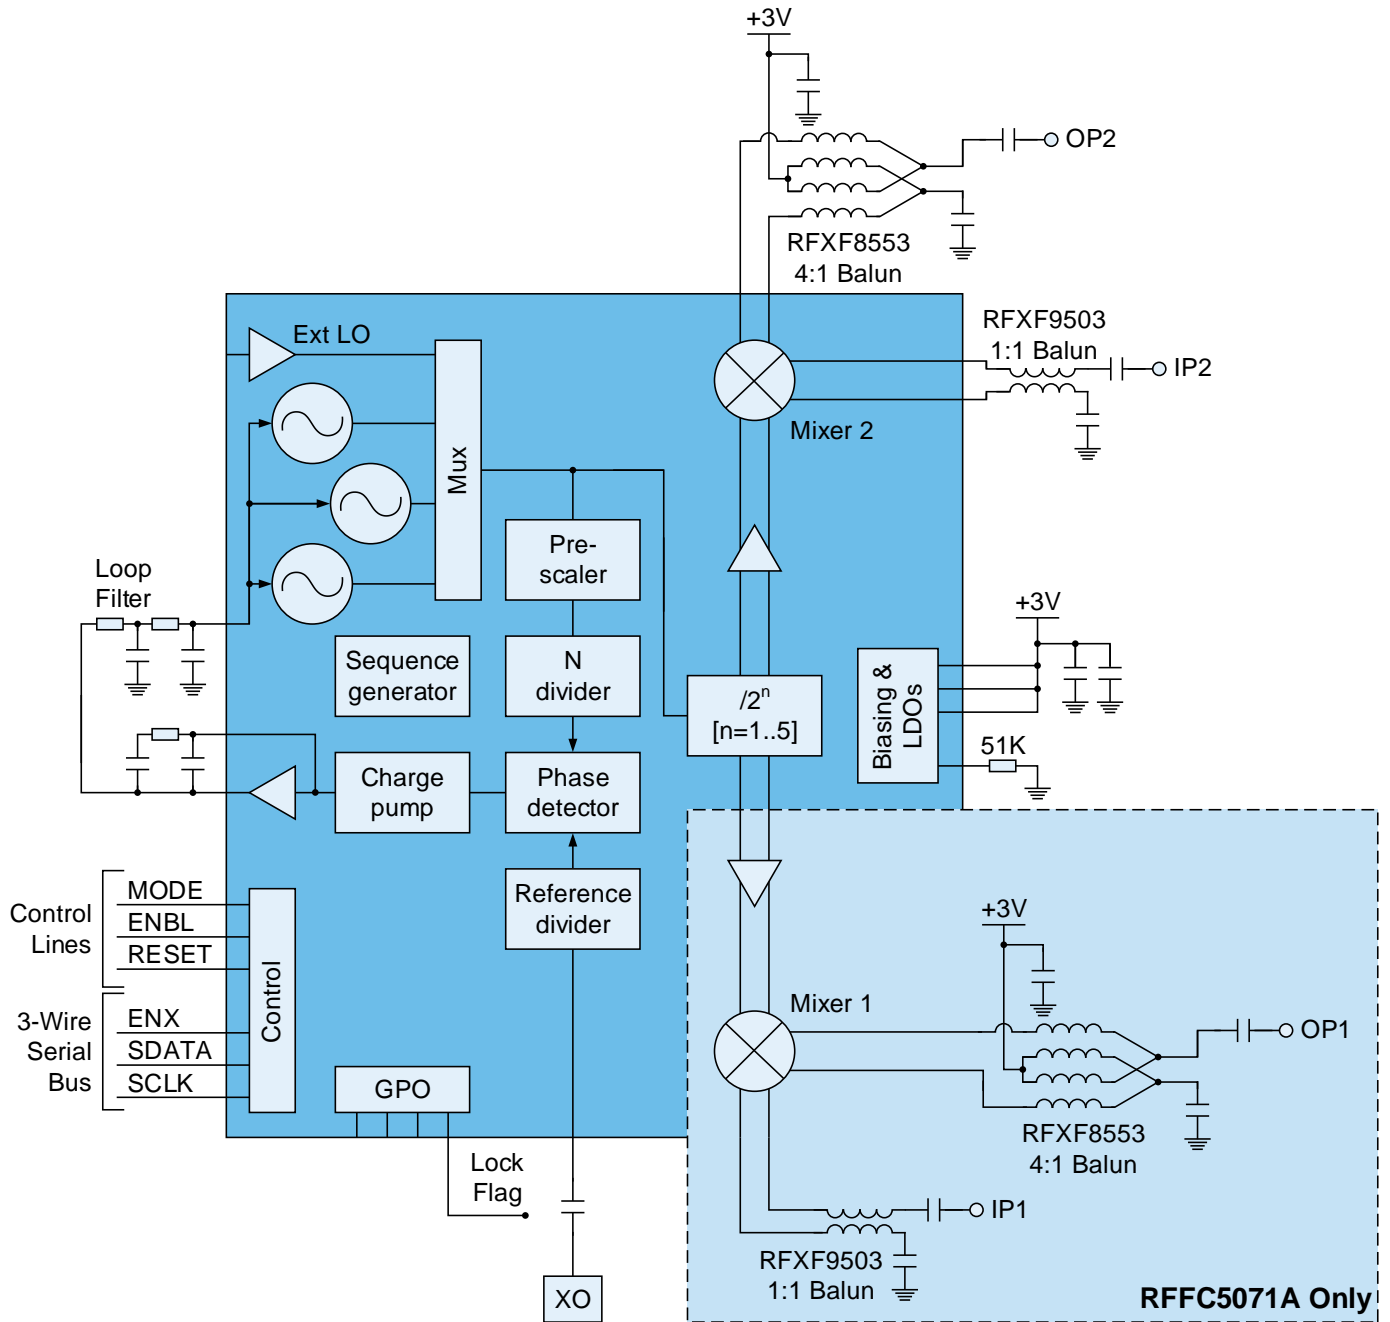 +3V
OP2
RFXF8553
4:1 Balun
RFXF9503
1:1 Balun
IP2
Ext LO
Mux
Mixer 2
Pre-
scaler
Loop
Filter
+3V
Sequence
generator
N
divider
/2ⁿ
[n=1..5]
Biasing &
LDOs
51K
Charge
pump
Phase
detector
Reference
divider
Control
Lines
MODE
ENBL
RESET
3-Wire
Serial
Bus
ENX
SDATA
SCLK
Control
GPO
Lock
Flag
XO
+3V
Mixer 1
OP1
RFXF8553
4:1 Balun
IP1
RFXF9503
1:1 Balun
RFFC5071A Only